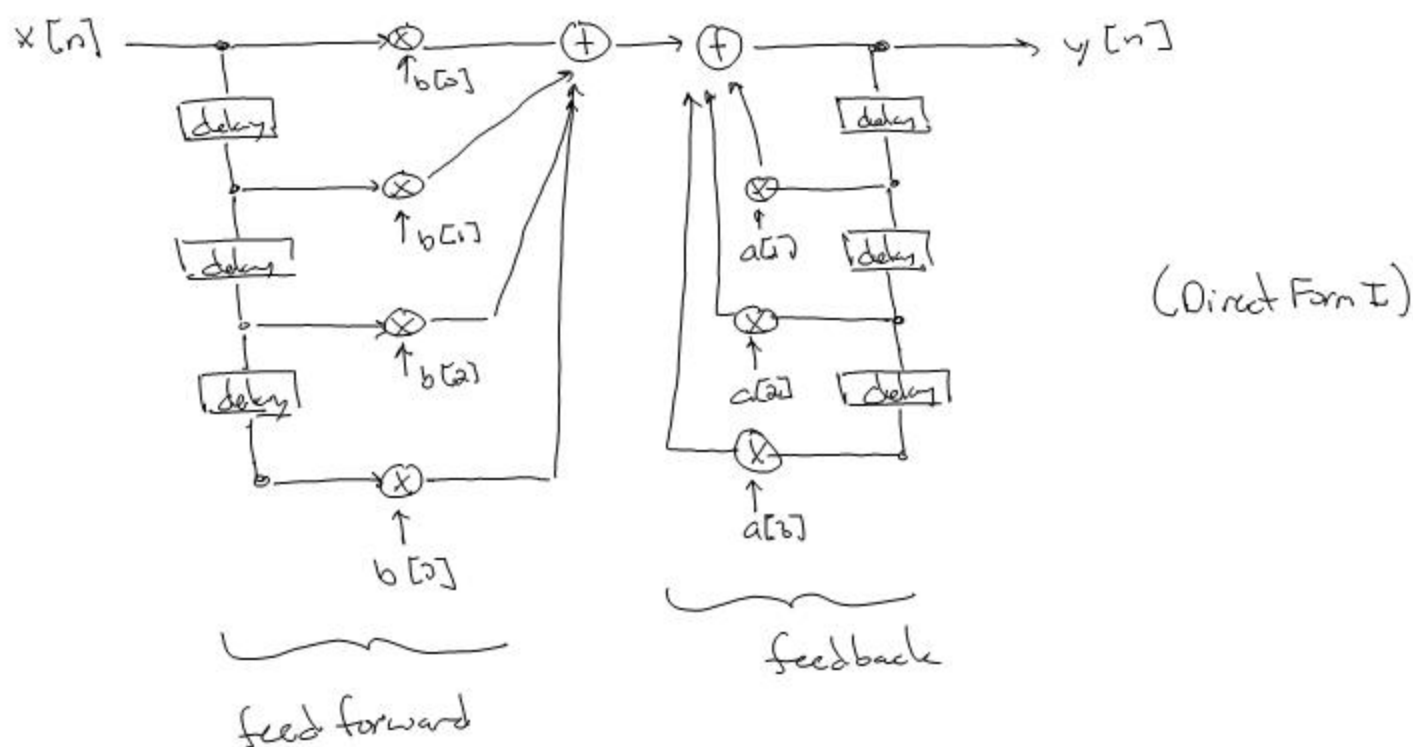 x[n]
y[n]
b[0]
delay
delay
b[1]
a[1]
delay
delay
(Direct Form I)
b[2]
a[2]
delay
delay
a[3]
b[3]
feedback
feed forward